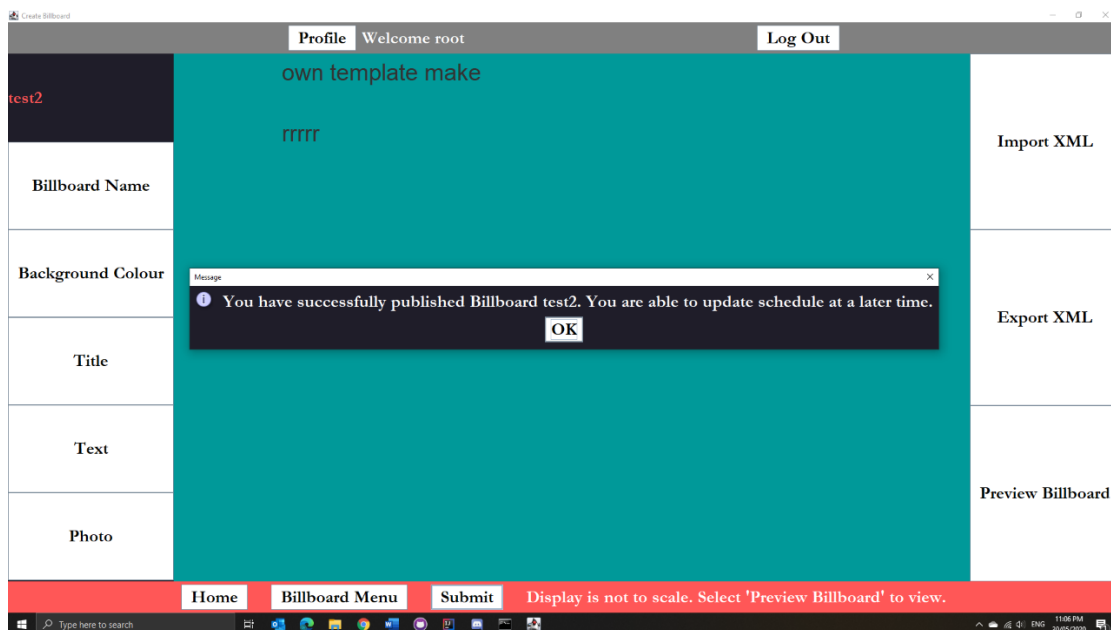 Create Billboard
Profile Welcome root Log Out
test2
Billboard Name
Background Colour
Title
Text
Photo
own template make
rrrrr
Message
You have successfully published Billboard test2. You are able to update schedule at a later time.
OK
Import XML
Export XML
Preview Billboard
Home Billboard Menu Submit Display is not to scale. Select 'Preview Billboard' to view.
Type here to search
ENG
11:06 PM